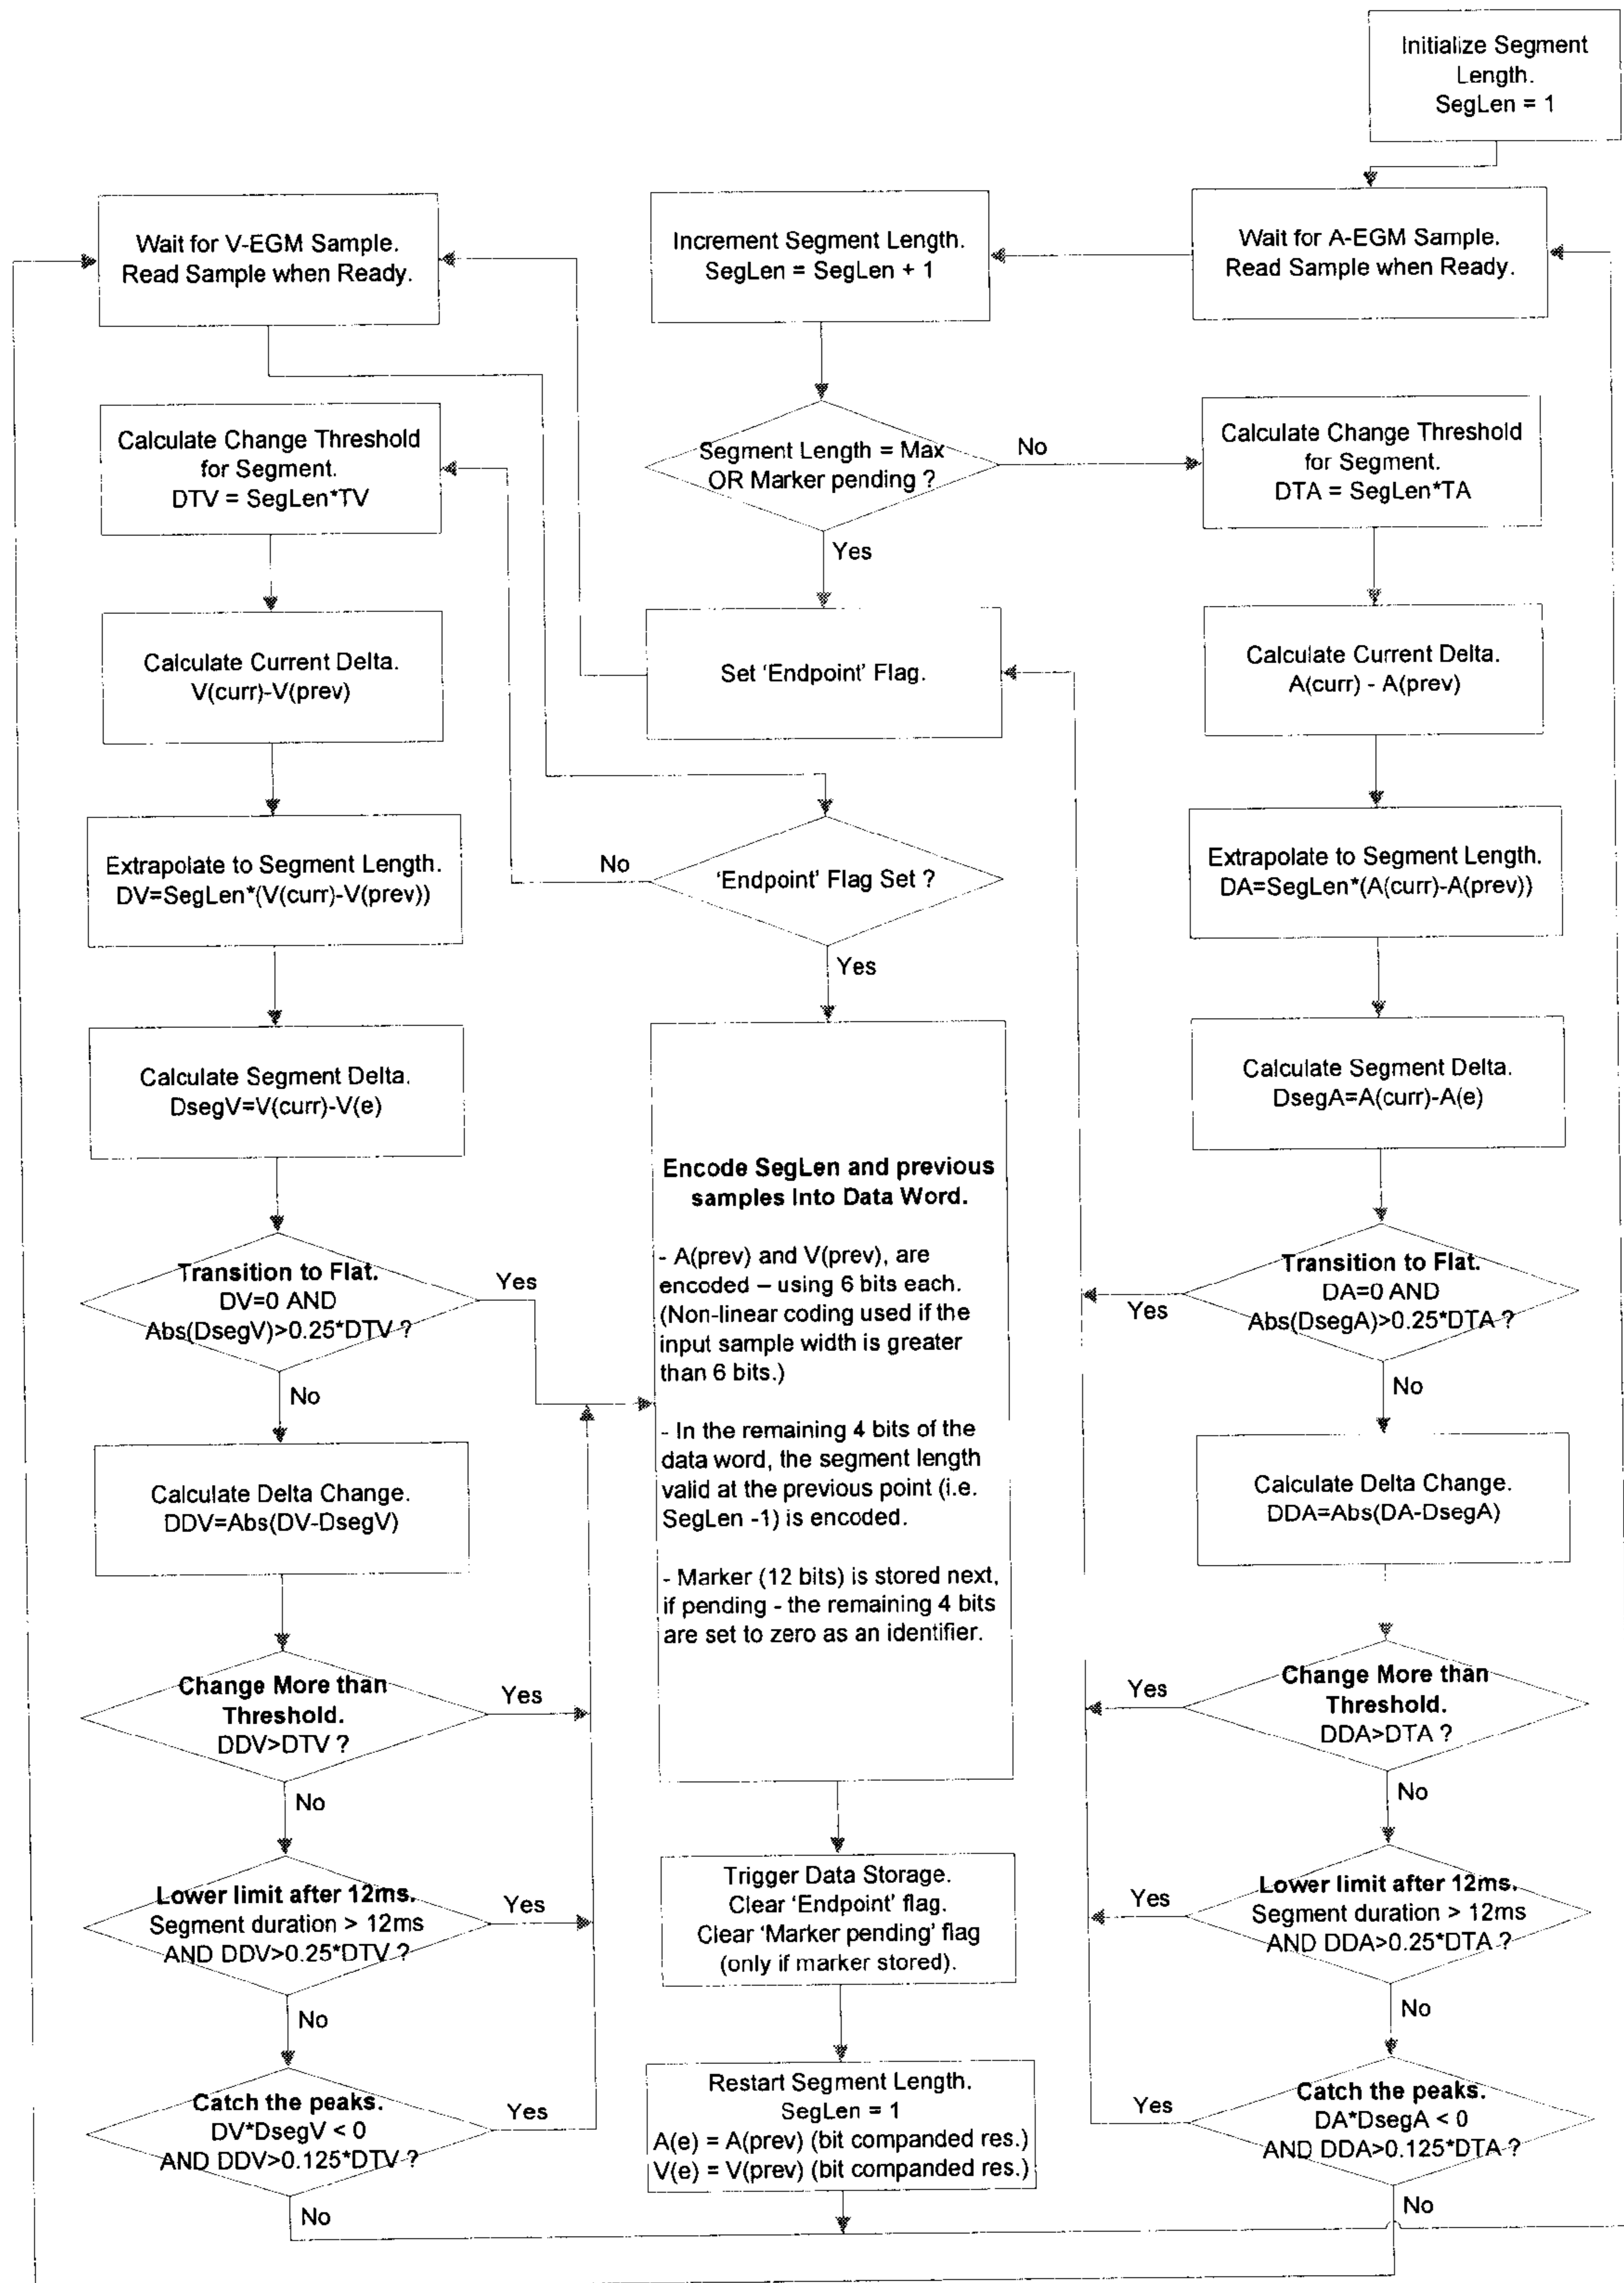 Initialize Segment
Length.
SegLen = 1
Wait for V-EGM Sample.
Read Sample when Ready.
Increment Segment Length.
SegLen = SegLen + 1
Wait for A-EGM Sample.
Read Sample when Ready.
Calculate Change Threshold
for Segment.
DTV = SegLen*TV
Segment Length = Max
OR Marker pending ?
No
Yes
Calculate Change Threshold
for Segment.
DTA = SegLen*TA
Calculate Current Delta.
V(curr)-V(prev)
Set 'Endpoint' Flag.
Calculate Current Delta.
A(curr) - A(prev)
Extrapolate to Segment Length.
DV=SegLen*(V(curr)-V(prev))
No
'Endpoint' Flag Set ?
Yes
Extrapolate to Segment Length.
DA=SegLen*(A(curr)-A(prev))
Calculate Segment Delta.
DsegV=V(curr)-V(e)
Calculate Segment Delta.
DsegA=A(curr)-A(e)
Encode SegLen and previous
samples Into Data Word.
- A(prev) and V(prev), are
encoded – using 6 bits each.
(Non-linear coding used if the
input sample width is greater
than 6 bits.)
- In the remaining 4 bits of the
data word, the segment length
valid at the previous point (i.e.
SegLen -1) is encoded.
- Marker (12 bits) is stored next,
if pending - the remaining 4 bits
are set to zero as an identifier.
Transition to Flat.
DV=0 AND
Abs(DsegV)>0.25*DTV ?
Yes
No
Transition to Flat.
DA=0 AND
Abs(DsegA)>0.25*DTA ?
Yes
No
Calculate Delta Change.
DDV=Abs(DV-DsegV)
Calculate Delta Change.
DDA=Abs(DA-DsegA)
Change More than
Threshold.
DDV>DTV ?
Yes
No
Change More than
Threshold.
DDA>DTA ?
Yes
No
Lower limit after 12ms.
Segment duration > 12ms
AND DDV>0.25*DTV ?
Yes
No
Trigger Data Storage.
Clear 'Endpoint' flag.
Clear 'Marker pending' flag
(only if marker stored).
Lower limit after 12ms.
Segment duration > 12ms
AND DDA>0.25*DTA ?
Yes
No
Catch the peaks.
DV*DsegV < 0
AND DDV>0.125*DTV ?
Yes
No
Restart Segment Length.
SegLen = 1
A(e) = A(prev) (bit companded res.)
V(e) = V(prev) (bit companded res.)
Catch the peaks.
DA*DsegA < 0
AND DDA>0.125*DTA ?
Yes
No